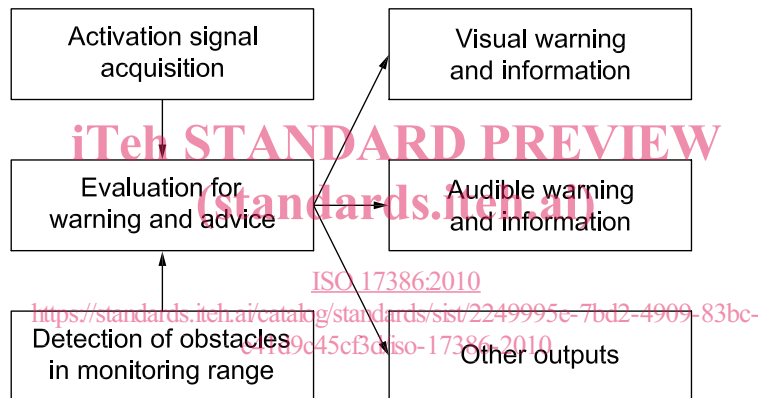 Activation signal
acquisition
Visual warning
and information
iTeh STANDARD PREVIEW
Evaluation for
warning and advice
Audible warning
and information
(standards.iteh.ai)
ISO 17386:2010
https://standards.iteh.ai/catalog/standards/sist/2249995e-7bd2-4909-83bc-
Detection of obstacles
in monitoring range
Other outputs